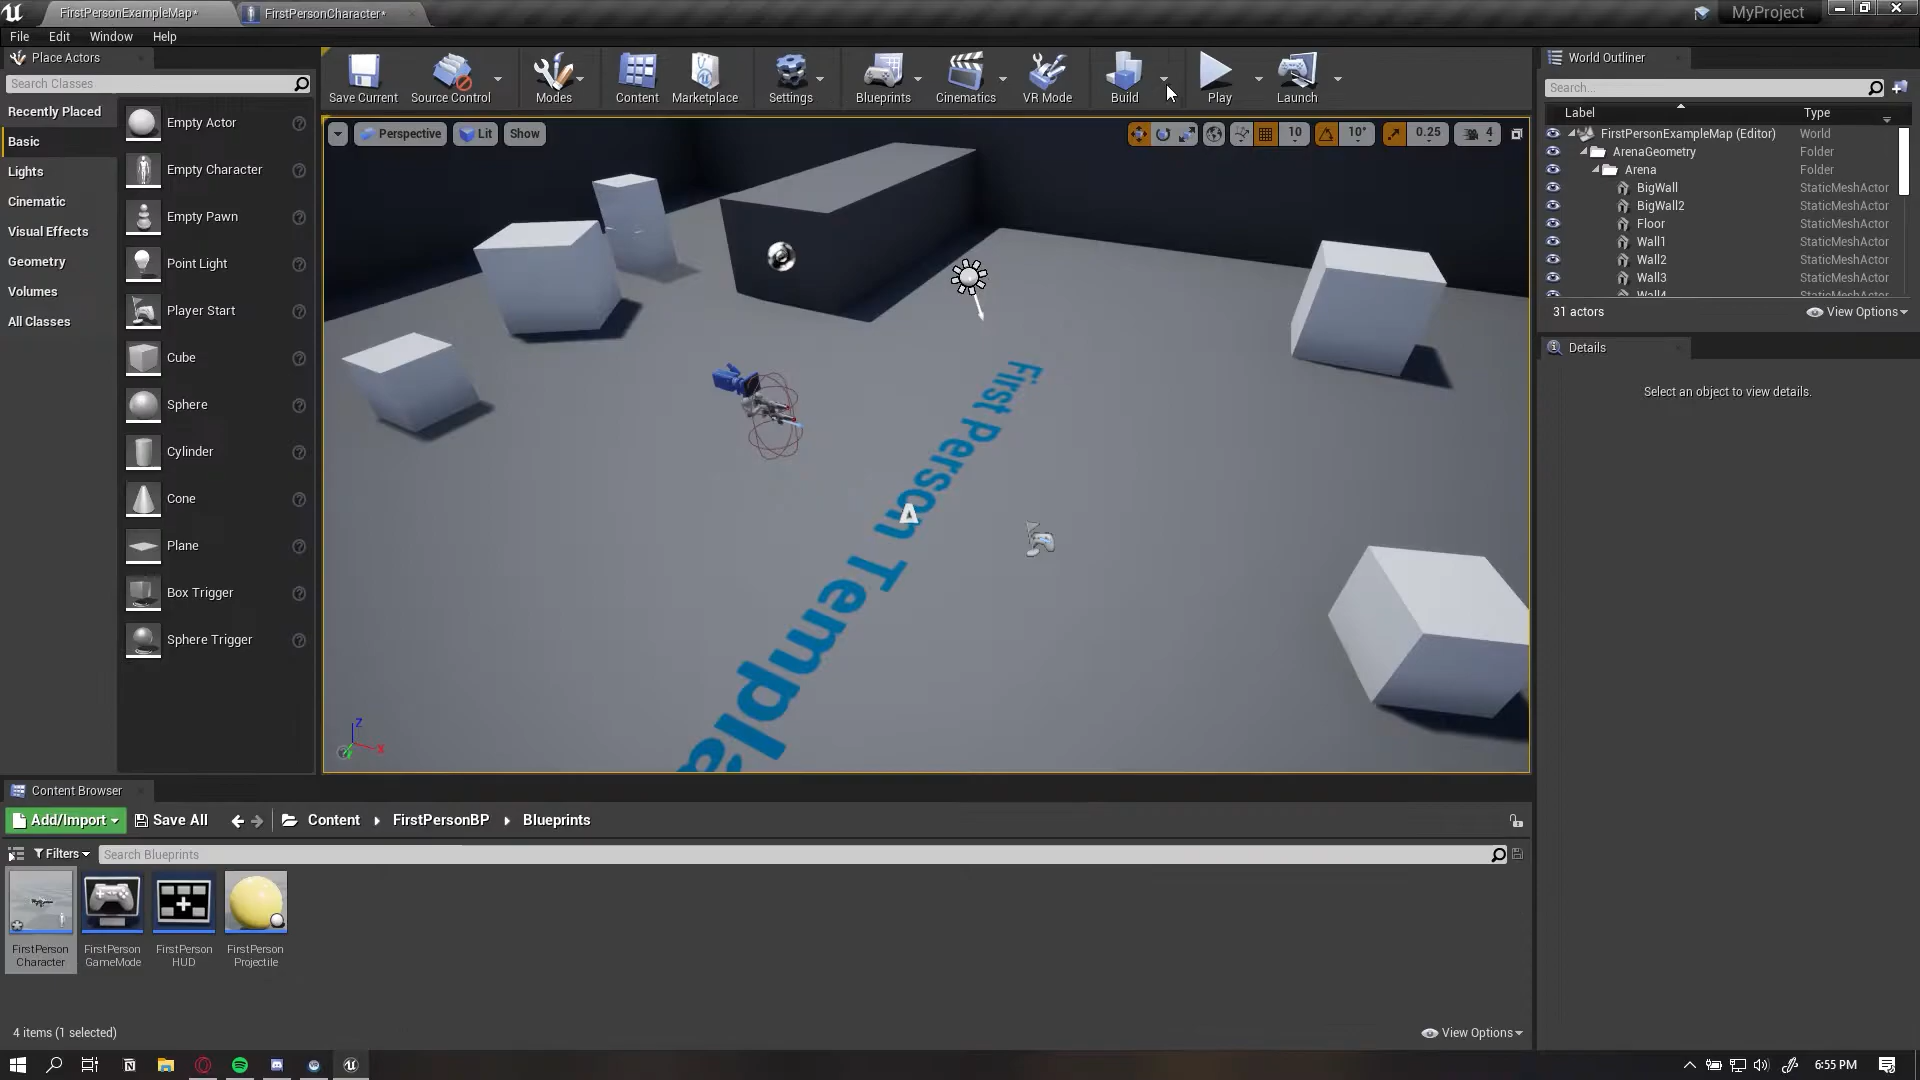 FirstPersonExampleMap*
FirstPersonCharacter*
MyProject
File
Edit
Window
Help
Place Actors
Search Classes
Recently Placed
Basic
Lights
Cinematic
Visual Effects
Geometry
Volumes
All Classes
Empty Actor
Empty Character
Empty Pawn
Point Light
Player Start
Cube
Sphere
Cylinder
Cone
Plane
Box Trigger
Sphere Trigger
Save Current
Source Control
Modes
Content
Marketplace
Settings
Blueprints
Cinematics
VR Mode
Build
Play
Launch
Perspective
Lit
Show
10
10°
0.25
4
First Person Templa
Z
X
World Outliner
Search...
Label
Type
FirstPersonExampleMap (Editor)
World
ArenaGeometry
Folder
Arena
Folder
BigWall
StaticMeshActor
BigWall2
StaticMeshActor
Floor
StaticMeshActor
Wall1
StaticMeshActor
Wall2
StaticMeshActor
Wall3
StaticMeshActor
Wall4
StaticMeshActor
31 actors
View Options
Details
Select an object to view details.
Content Browser
Add/Import
Save All
Content
FirstPersonBP
Blueprints
Filters
Search Blueprints
FirstPerson
Character
FirstPerson
GameMode
FirstPerson
HUD
FirstPerson
Projectile
4 items (1 selected)
View Options
6:55 PM